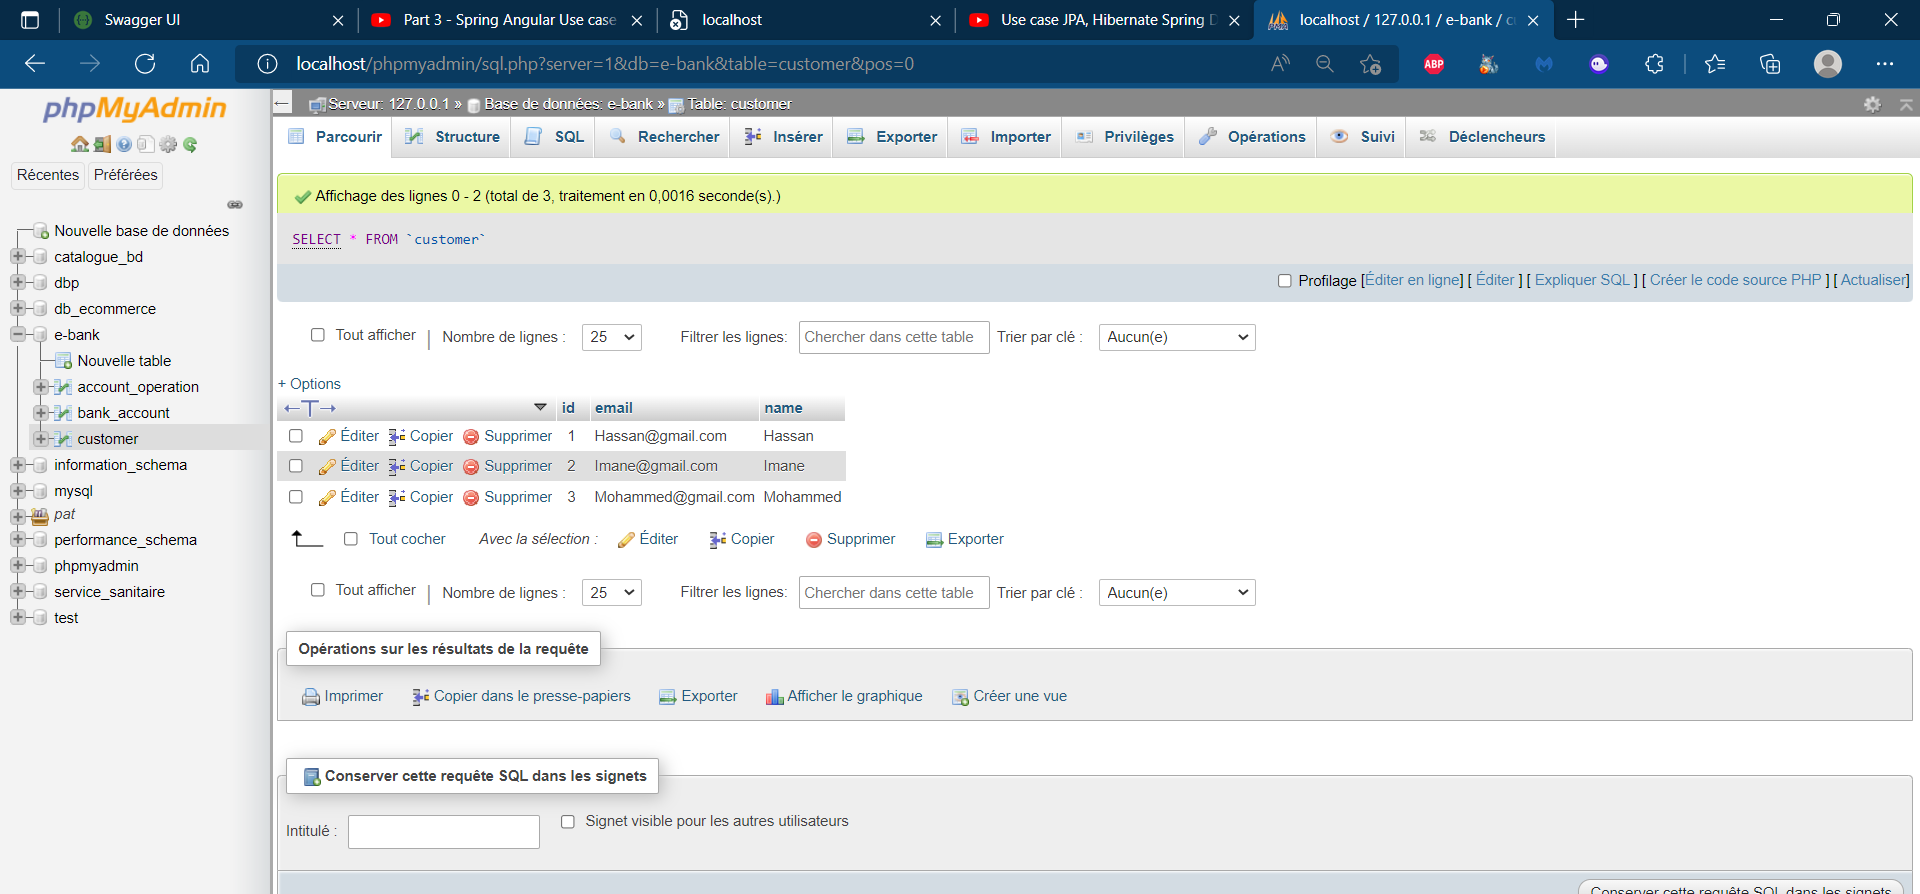 Swagger UI
Part 3 - Spring Angular Use case
localhost
Use case JPA, Hibernate Spring D
localhost / 127.0.0.1 / e-bank / c
localhost/phpmyadmin/sql.php?server=1&db=e-bank&table=customer&pos=0
ABP
phpMyAdmin
Récentes
Préférées
Nouvelle base de données
catalogue_bd
dbp
db_ecommerce
e-bank
Nouvelle table
account_operation
bank_account
customer
information_schema
mysql
pat
performance_schema
phpmyadmin
service_sanitaire
test
Serveur: 127.0.0.1 » Base de données: e-bank » Table: customer
Parcourir Structure SQL Rechercher Insérer Exporter Importer Privilèges Opérations Suivi Déclencheurs
Affichage des lignes 0 - 2 (total de 3, traitement en 0,0016 seconde(s).)
SELECT * FROM `customer`
Profilage [Éditer en ligne] [ Éditer ] [ Expliquer SQL ] [ Créer le code source PHP ] [ Actualiser]
Tout afficher | Nombre de lignes : 25 Filtrer les lignes: Chercher dans cette table Trier par clé : Aucun(e)
+ Options
←T→ id email name
Éditer Copier Supprimer 1 Hassan@gmail.com Hassan
Éditer Copier Supprimer 2 Imane@gmail.com Imane
Éditer Copier Supprimer 3 Mohammed@gmail.com Mohammed
Tout cocher Avec la sélection : Éditer Copier Supprimer Exporter
Tout afficher | Nombre de lignes : 25 Filtrer les lignes: Chercher dans cette table Trier par clé : Aucun(e)
Opérations sur les résultats de la requête
Imprimer Copier dans le presse-papiers Exporter Afficher le graphique Créer une vue
Conserver cette requête SQL dans les signets
Intitulé : Signet visible pour les autres utilisateurs
Conserver cette requête SQL dans les signets